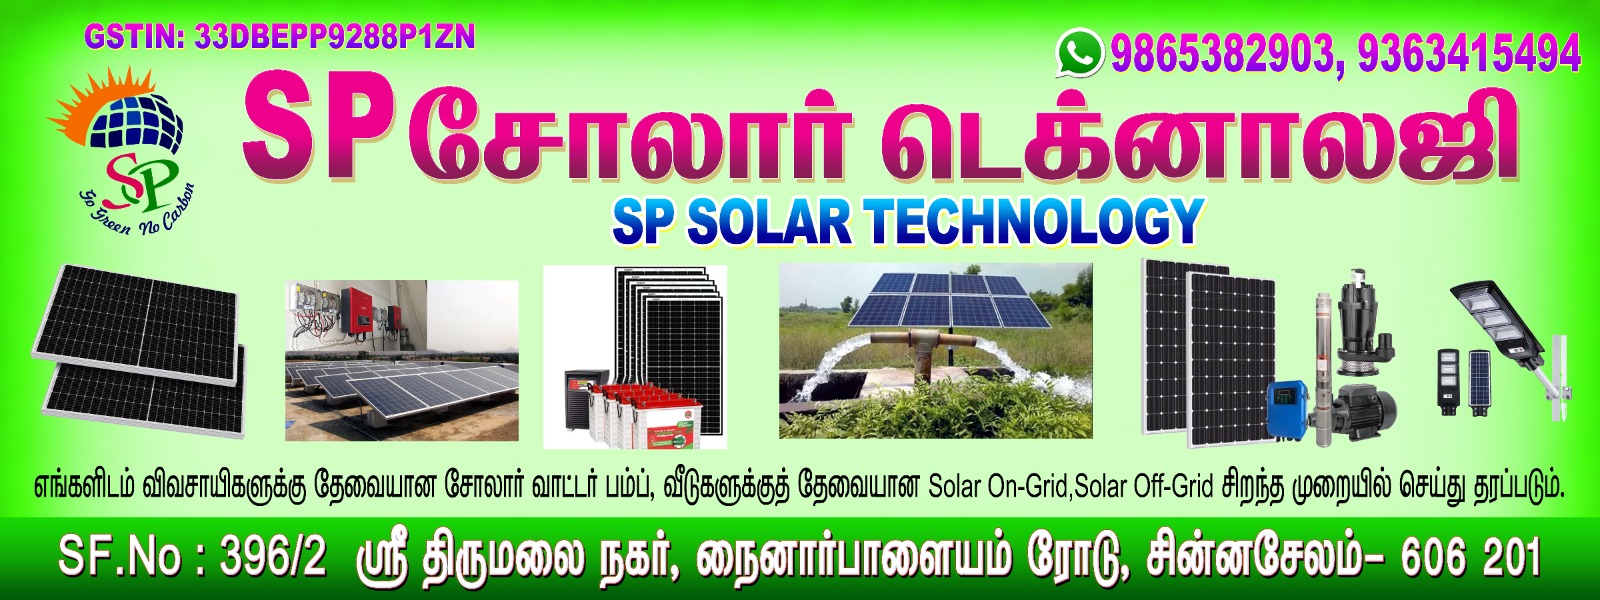 GSTIN: 33DBEPP9288P1ZN
9865382903, 9363415494
SP சோலார் டெக்னாலஜி
SP SOLAR TECHNOLOGY
SP
Go Green No Carbon
எங்களிடம் விவசாயிகளுக்கு தேவையான சோலார் வாட்டர் பம்ப், வீடுகளுக்குத் தேவையான Solar On-Grid,Solar Off-Grid சிறந்த முறையில் செய்து தரப்படும்.
SF.No : 396/2 ஸ்ரீ திருமலை நகர், நைனார்பாளையம் ரோடு, சின்னசேலம்- 606 201